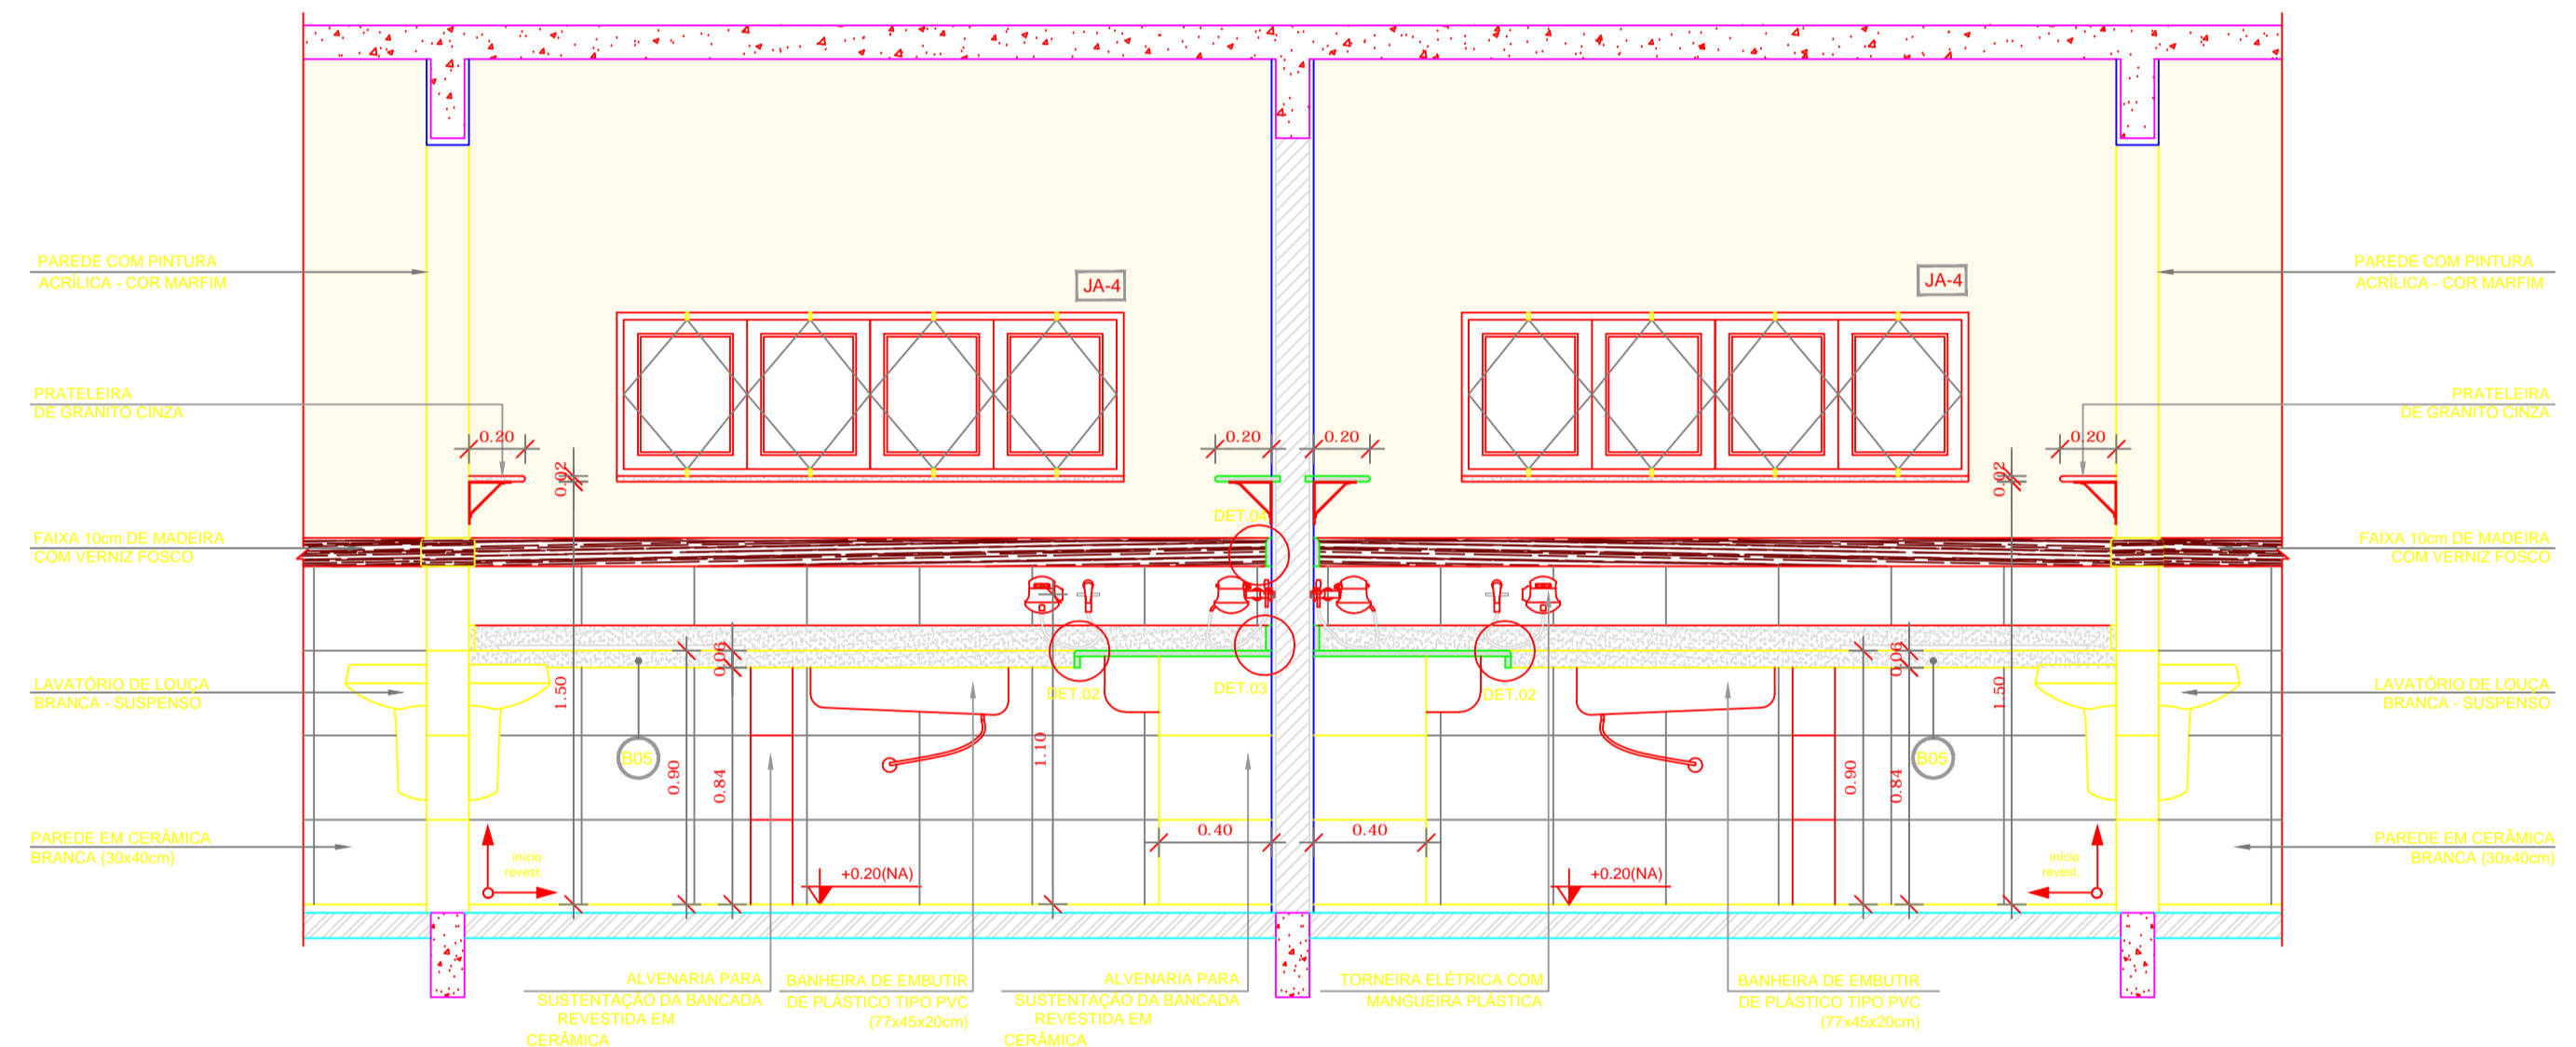 JA-4
JA-4
PAREDE COM PINTURA
ACRÍLICA - COR MARFIM
PAREDE COM PINTURA
ACRÍLICA - COR MARFIM
PRATELEIRA
DE GRANITO CINZA
PRATELEIRA
DE GRANITO CINZA
0.20
0.20
0.20
0.20
0.02
0.02
DET.04
FAIXA 10cm DE MADEIRA
COM VERNIZ FOSCO
FAIXA 10cm DE MADEIRA
COM VERNIZ FOSCO
0.06
0.06
LAVATÓRIO DE LOUÇA
BRANCA - SUSPENSO
1.50
DET.02
DET.03
DET.02
1.50
LAVATÓRIO DE LOUÇA
BRANCA - SUSPENSO
B05
0.90
0.84
1.10
0.90
0.84
B05
PAREDE EM CERÂMICA
BRANCA (30x40cm)
0.40
0.40
PAREDE EM CERÂMICA
BRANCA (30x40cm)
início
revest.
+0.20(NA)
+0.20(NA)
início
revest.
ALVENARIA PARA
SUSTENTAÇÃO DA BANCADA
REVESTIDA EM
CERÂMICA
BANHEIRA DE EMBUTIR
DE PLÁSTICO TIPO PVC
(77x45x20cm)
ALVENARIA PARA
SUSTENTAÇÃO DA BANCADA
REVESTIDA EM
CERÂMICA
TORNEIRA ELÉTRICA COM
MANGUEIRA PLÁSTICA
BANHEIRA DE EMBUTIR
DE PLÁSTICO TIPO PVC
(77x45x20cm)